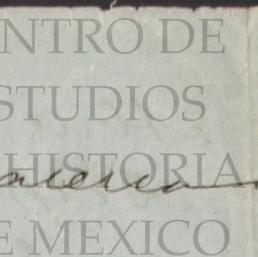 NTRO DE
STUDIOS
HISTORIA
E MEXICO